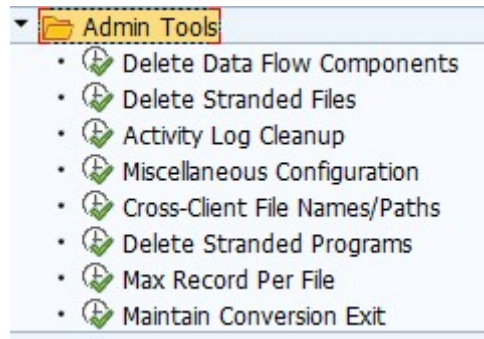 Admin Tools
Delete Data Flow Components
Delete Stranded Files
Activity Log Cleanup
Miscellaneous Configuration
Cross-Client File Names/Paths
Delete Stranded Programs
Max Record Per File
Maintain Conversion Exit